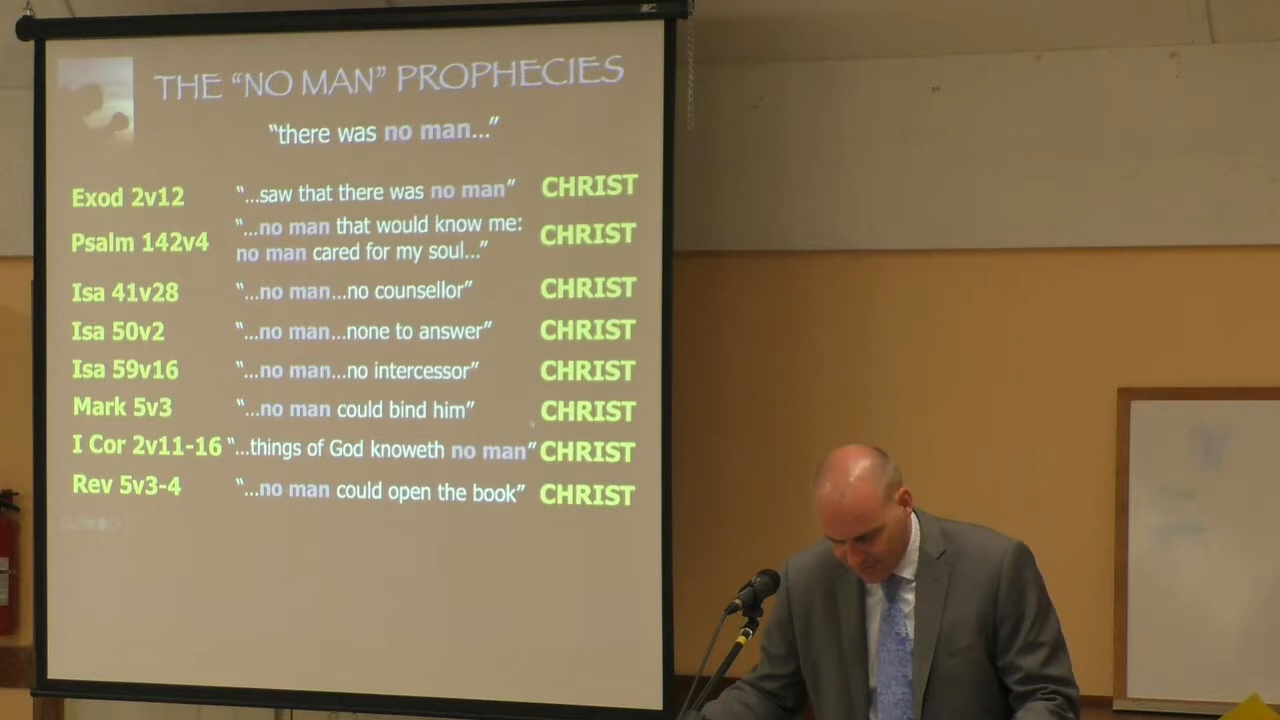 THE “NO MAN” PROPHECIES
“there was no man...”
Exod 2v12 “...saw that there was no man” CHRIST
Psalm 142v4 “...no man that would know me: CHRIST
no man cared for my soul...”
Isa 41v28 “...no man...no counsellor” CHRIST
Isa 50v2 “...no man...none to answer” CHRIST
Isa 59v16 “...no man...no intercessor” CHRIST
Mark 5v3 “...no man could bind him” CHRIST
I Cor 2v11-16 “...things of God knoweth no man” CHRIST
Rev 5v3-4 “...no man could open the book” CHRIST